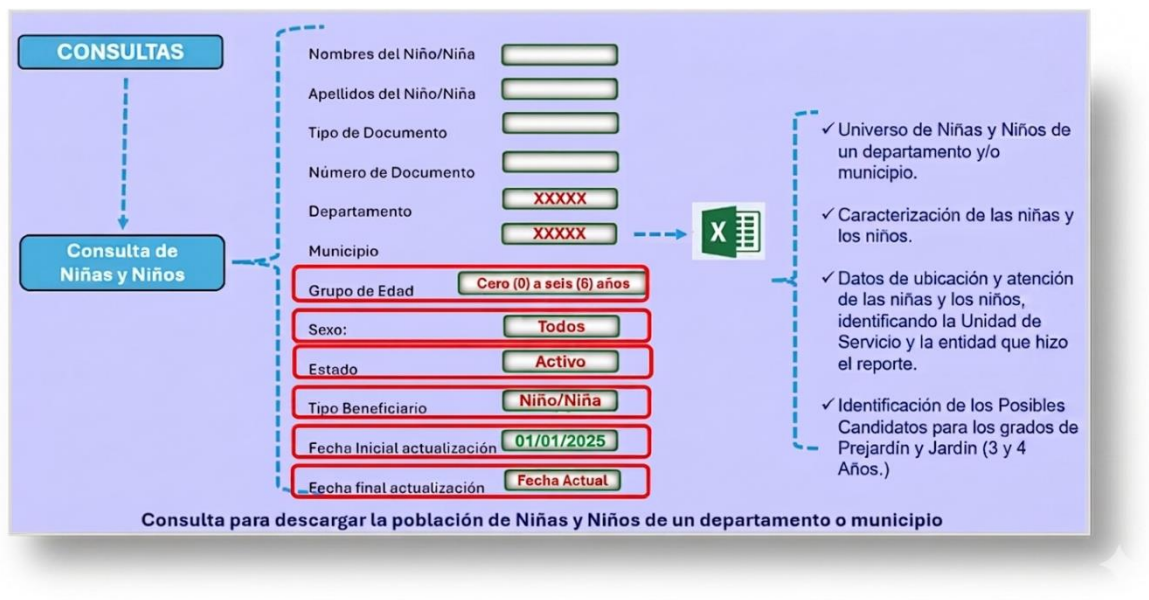 CONSULTAS
Consulta de
Niñas y Niños
Nombres del Niño/Niña
Apellidos del Niño/Niña
Tipo de Documento
Número de Documento
Departamento XXXXX
Municipio XXXXX
Grupo de Edad Cero (0) a seis (6) años
Sexo: Todos
Estado Activo
Tipo Beneficiario Niño/Niña
Fecha Inicial actualización 01/01/2025
Fecha final actualización Fecha Actual
X
✓ Universo de Niñas y Niños de
un departamento y/o
municipio.
✓ Caracterización de las niñas y
los niños.
✓ Datos de ubicación y atención
de las niñas y los niños,
identificando la Unidad de
Servicio y la entidad que hizo
el reporte.
✓ Identificación de los Posibles
Candidatos para los grados de
Prejardín y Jardín (3 y 4
Años.)
Consulta para descargar la población de Niñas y Niños de un departamento o municipio